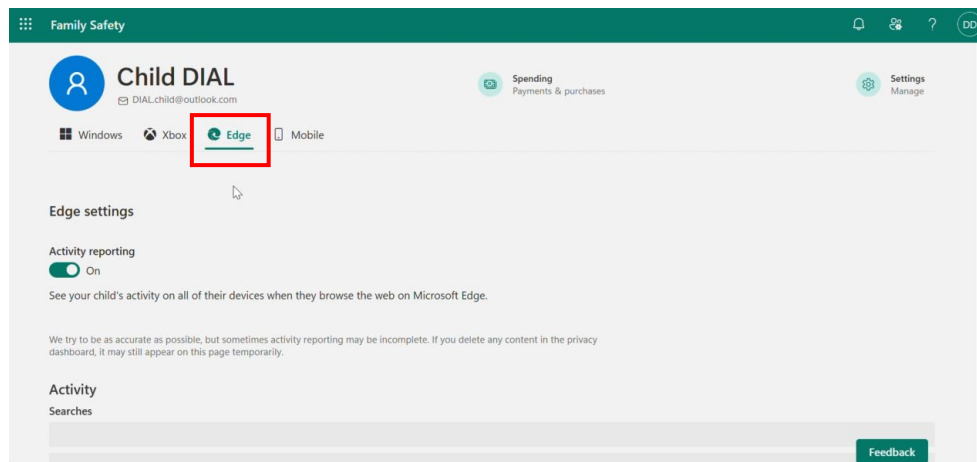 Family Safety
?
DD
Child DIAL
DIAL.child@outlook.com
Spending
Payments & purchases
Settings
Manage
Windows
Xbox
Edge
Mobile
Edge settings
Activity reporting
On
See your child's activity on all of their devices when they browse the web on Microsoft Edge.
We try to be as accurate as possible, but sometimes activity reporting may be incomplete. If you delete any content in the privacy
dashboard, it may still appear on this page temporarily.
Activity
Searches
Feedback